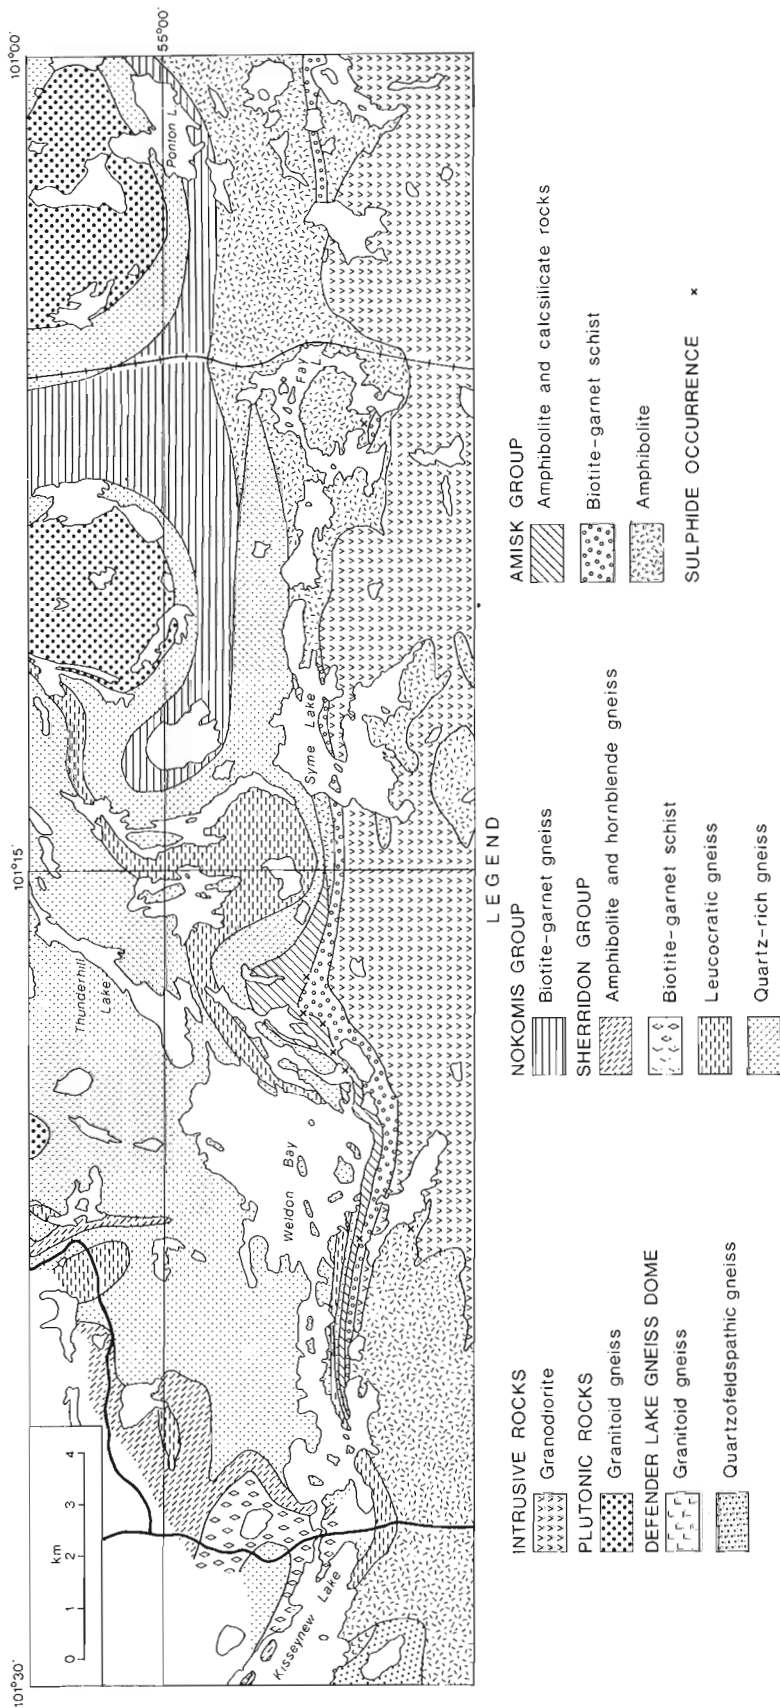 101°30'
101°15'
101°00'
55°00'
0 1 2 3 4
km
Kisseynew Lake
Weldon Bay
Thunderhill
Lake
Syme Lake
Fay
L.
Ponton L.
LEGEND
INTRUSIVE ROCKS
Granodiorite
PLUTONIC ROCKS
Granitoid gneiss
DEFENDER LAKE GNEISS DOME
Granitoid gneiss
Quartzofeldspathic gneiss
NOKOMIS GROUP
Biotite-garnet gneiss
SHERRIDON GROUP
Amphibolite and hornblende gneiss
Biotite-garnet schist
Leucocratic gneiss
Quartz-rich gneiss
AMISK GROUP
Amphibolite and calcsilicate rocks
Biotite-garnet schist
Amphibolite
SULPHIDE OCCURRENCE x